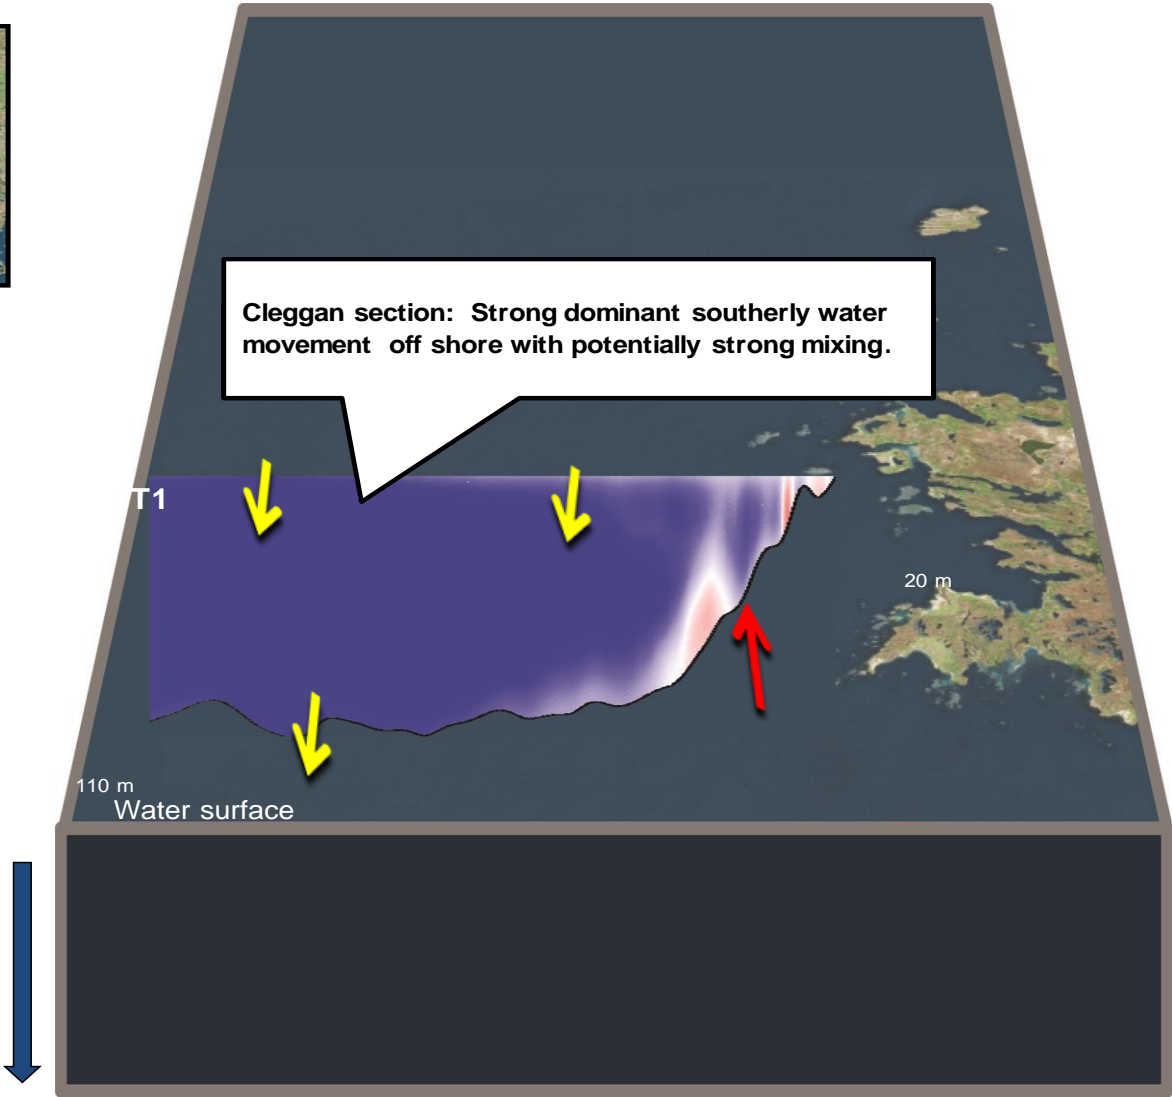 Cleggan section: Strong dominant southerly water
movement off shore with potentially strong mixing.
T1
20 m
110 m
Water surface